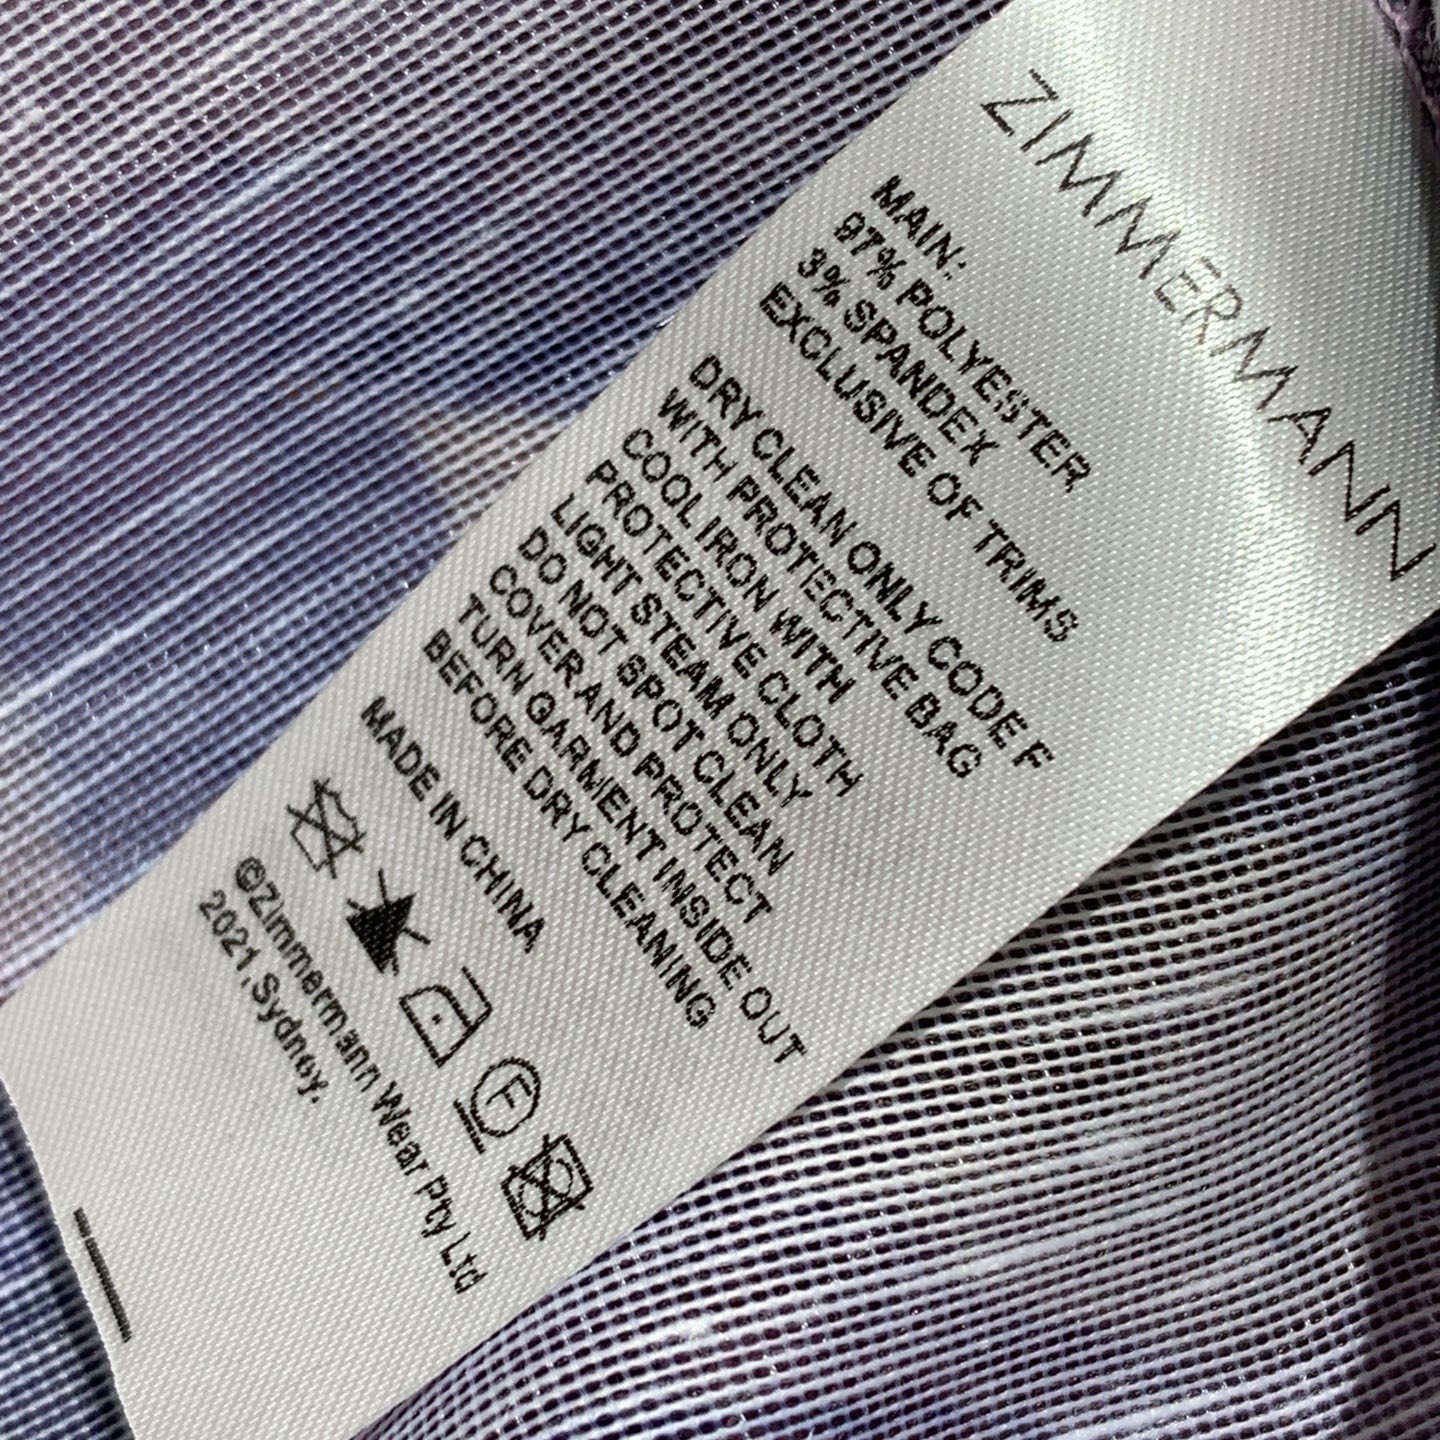 ZIMMERMANN
MAIN:
97% POLYESTER
3% SPANDEX
EXCLUSIVE OF TRIMS
DRY CLEAN ONLY CODE F
WITH PROTECTIVE BAG
COOL IRON WITH
PROTECTIVE CLOTH
LIGHT STEAM ONLY
DO NOT SPOT CLEAN
COVER AND PROTECT
TURN GARMENT INSIDE OUT
BEFORE DRY CLEANING
MADE IN CHINA
F
©Zimmermann Wear Pty Ltd
2021,Sydney.